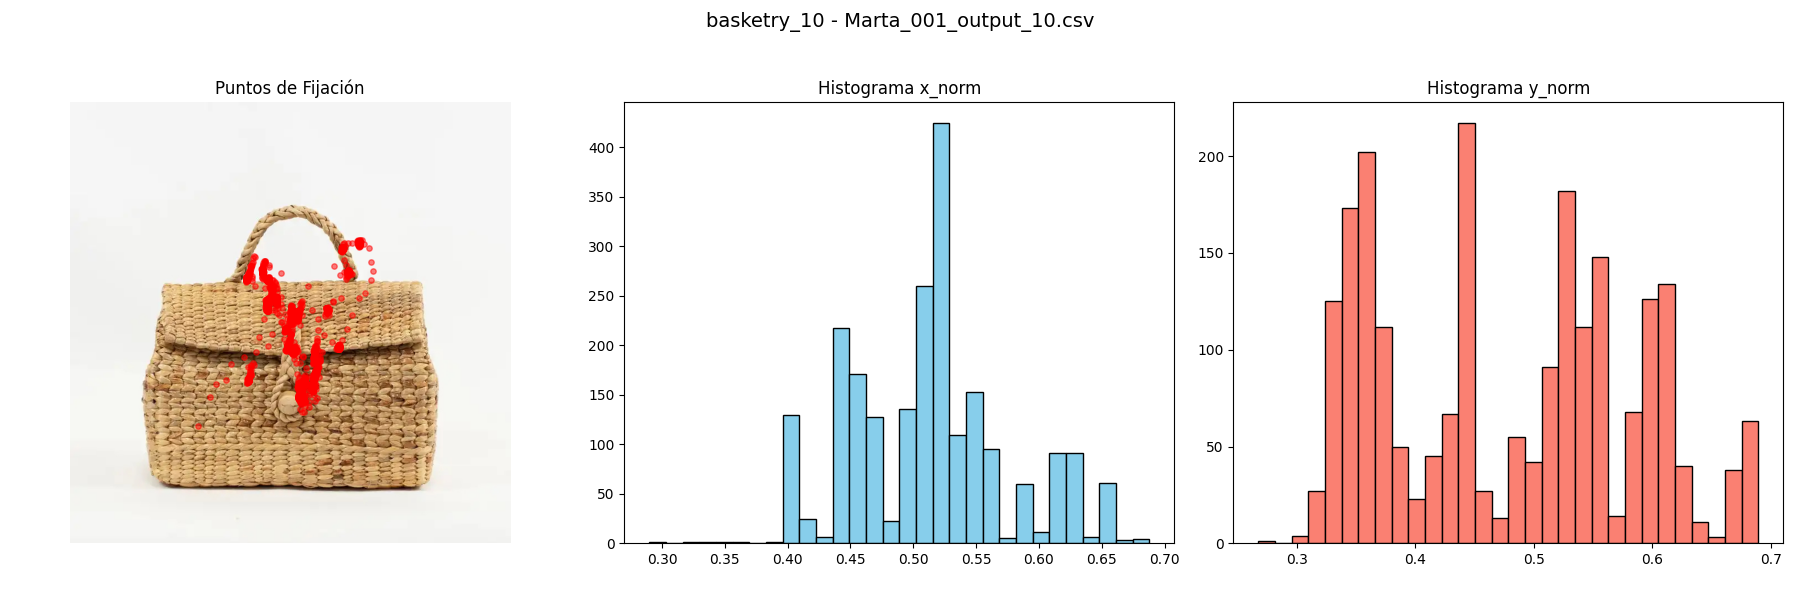 basketry_10 - Marta_001_output_10.csv
Puntos de Fijación
Histograma x_norm
Histograma y_norm
400
350
300
250
200
150
100
50
0
0.30 0.35 0.40 0.45 0.50 0.55 0.60 0.65 0.70
200
150
100
50
0
0.3 0.4 0.5 0.6 0.7